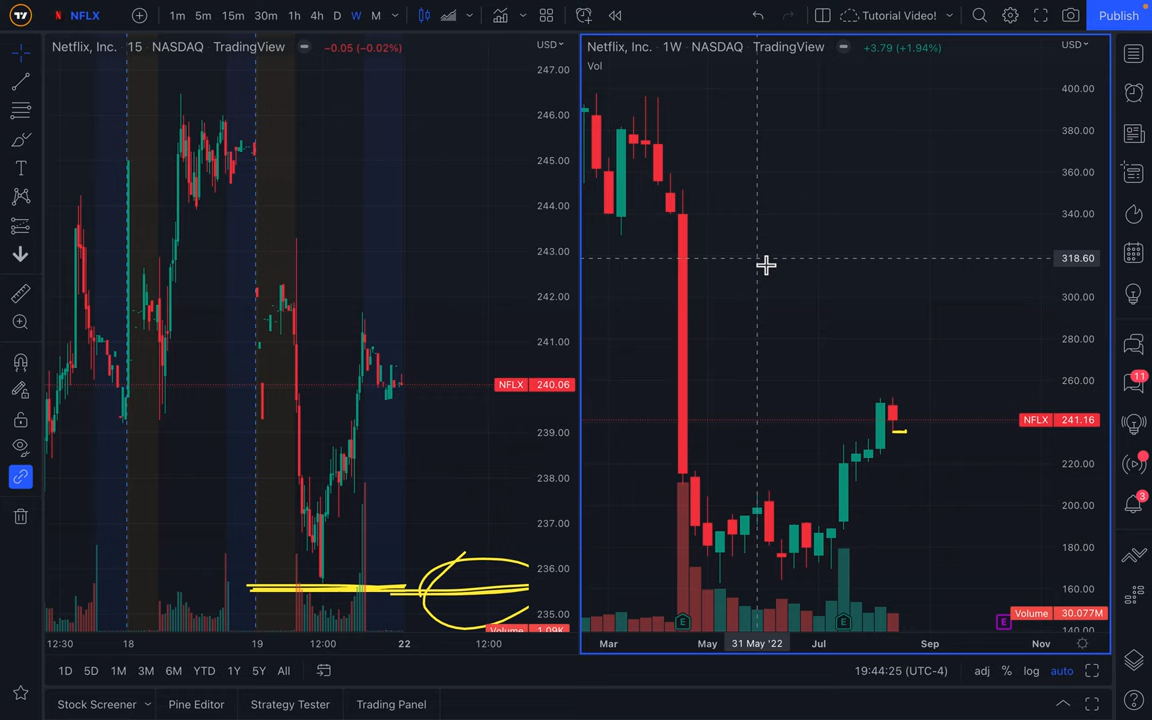 NFLX 1m 5m 15m 30m 1h 4h D W M Tutorial Video! Publish
Netflix, Inc. 15 NASDAQ TradingView −0.05 (−0.02%) USD
Netflix, Inc. 1W NASDAQ TradingView +3.79 (+1.94%) USD
Vol
247.00
246.00
245.00
244.00
243.00
242.00
241.00
NFLX 240.06
239.00
238.00
237.00
236.00
235.00
Volume 1.09K
400.00
380.00
360.00
340.00
318.60
300.00
280.00
260.00
NFLX 241.16
220.00
200.00
180.00
160.00
Volume 30.077M
140.00
E E E
11
3
12:30 18 19 12:00 22 12:00
Mar May 31 May '22 Jul Sep Nov
1D 5D 1M 3M 6M YTD 1Y 5Y All
19:44:25 (UTC-4) adj % log auto
Stock Screener Pine Editor Strategy Tester Trading Panel